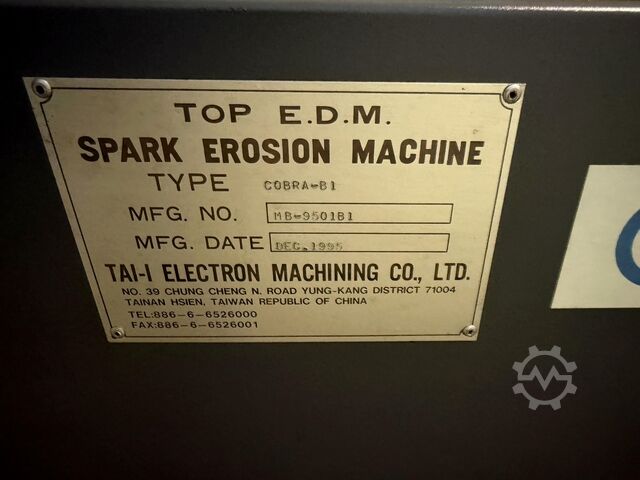 TOP E.D.M.
SPARK EROSION MACHINE
TYPE COBRA-B1
MFG. NO. MB-9501B1
MFG. DATE DEC.1995
TAI-I ELECTRON MACHINING CO., LTD.
NO. 39 CHUNG CHENG N. ROAD YUNG-KANG DISTRICT 71004
TAINAN HSIEN, TAIWAN REPUBLIC OF CHINA
TEL:886-6-6526000
FAX:886-6-6526001